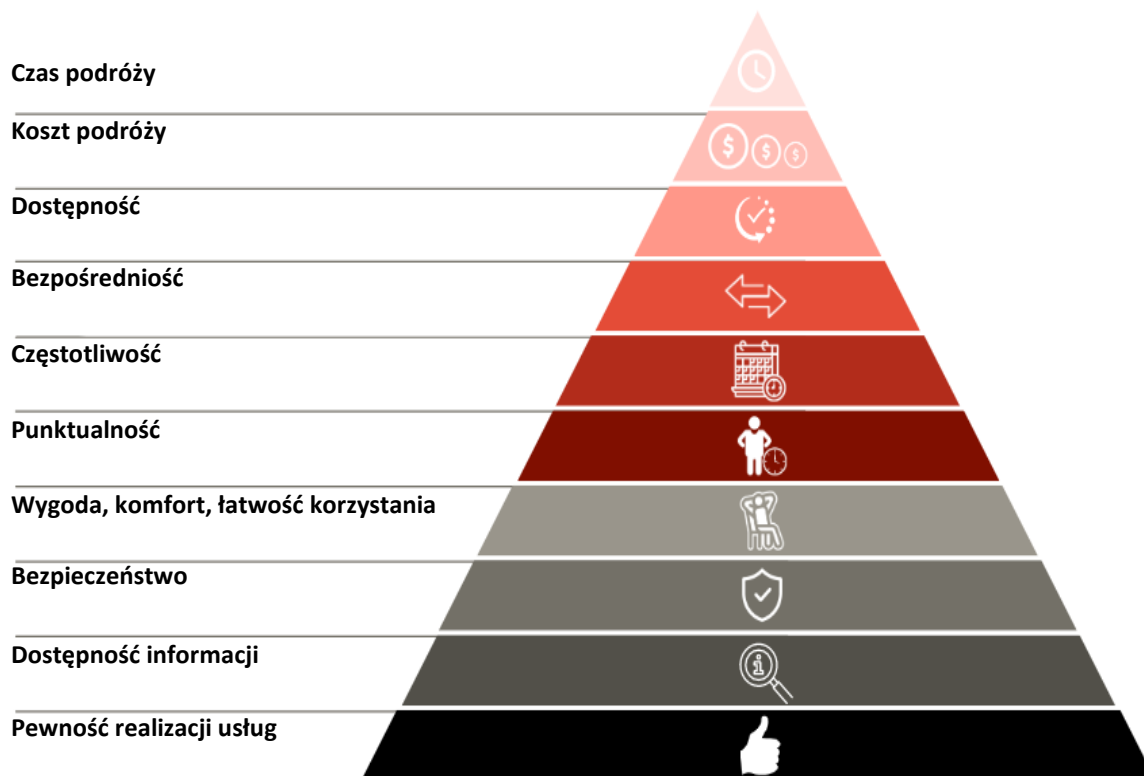 Czas podróży
Koszt podróży
Dostępność
Bezpośredniość
Częstotliwość
Punktualność
Wygoda, komfort, łatwość korzystania
Bezpieczeństwo
Dostępność informacji
Pewność realizacji usług